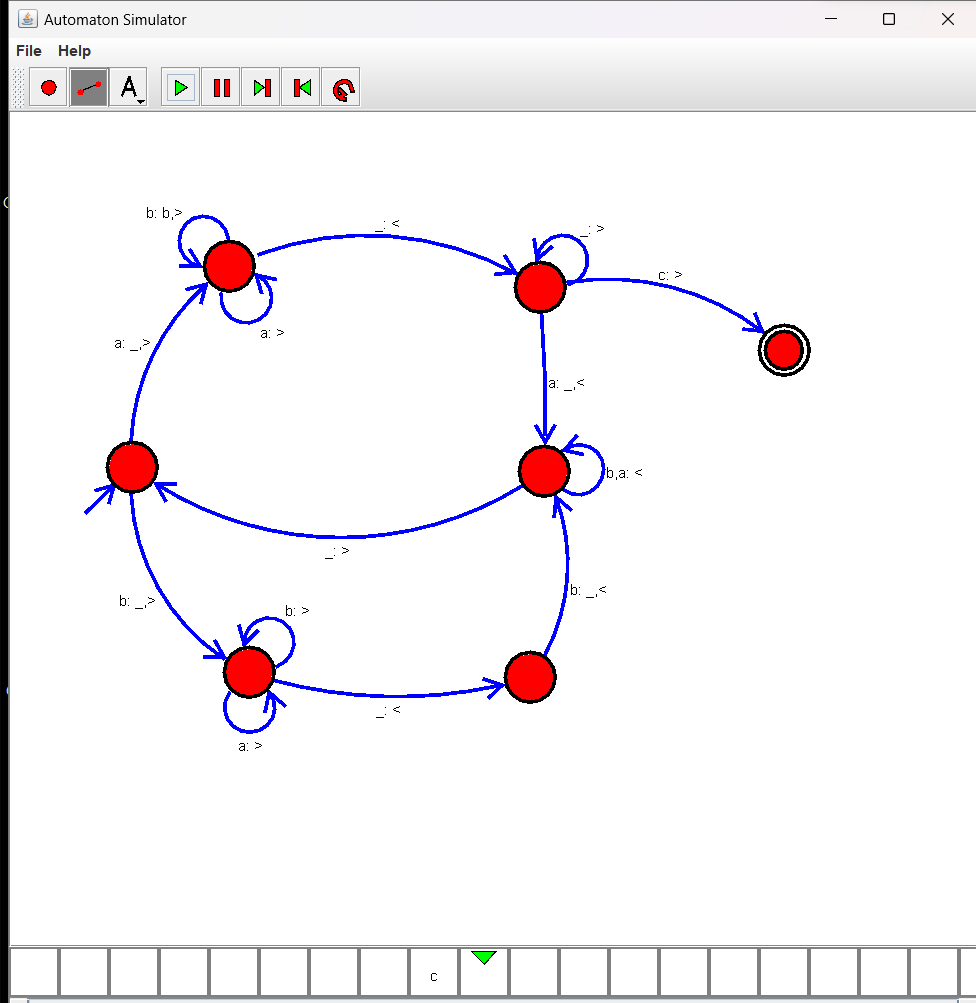 Automaton Simulator
File Help
A
b: b,>
_: <
_: >
c: >
a: >
a: _,>
a: _,<
b,a: <
_: >
b: _,>
b: _,<
b: >
_: <
a: >
c